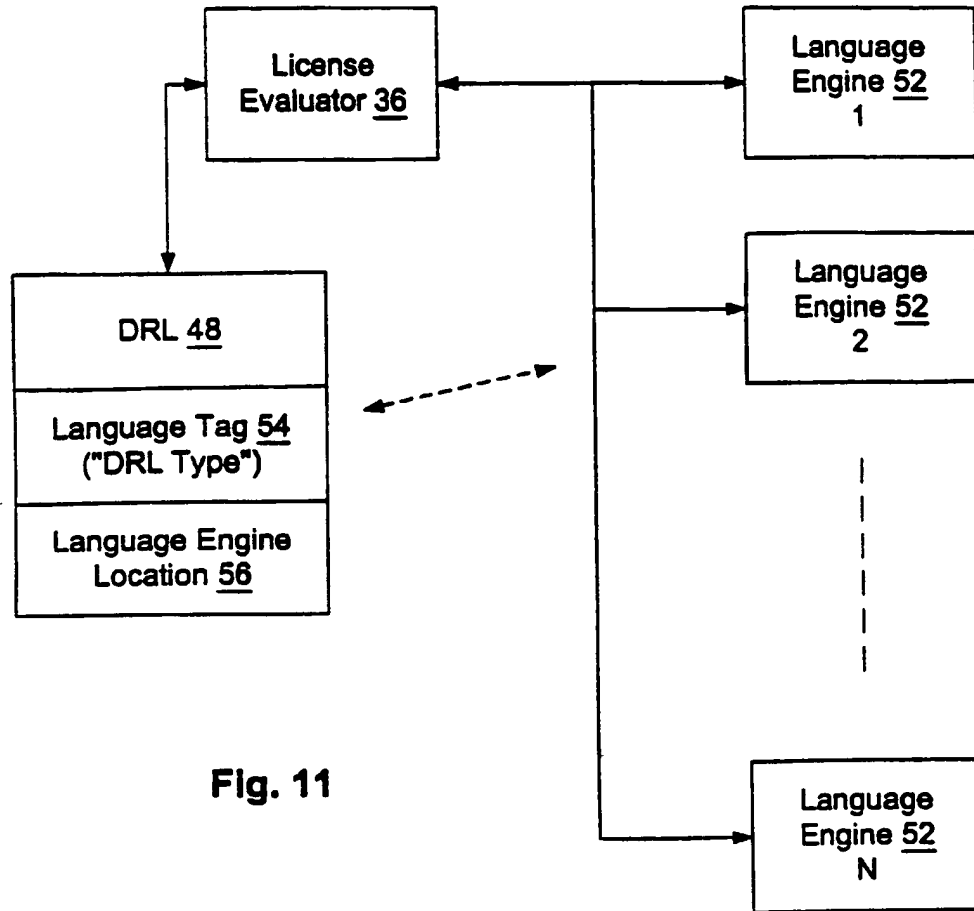 License
Evaluator 36
Language
Engine 52
1
Language
Engine 52
2
DRL 48
Language Tag 54
("DRL Type")
Language Engine
Location 56
Fig. 11
Language
Engine 52
N